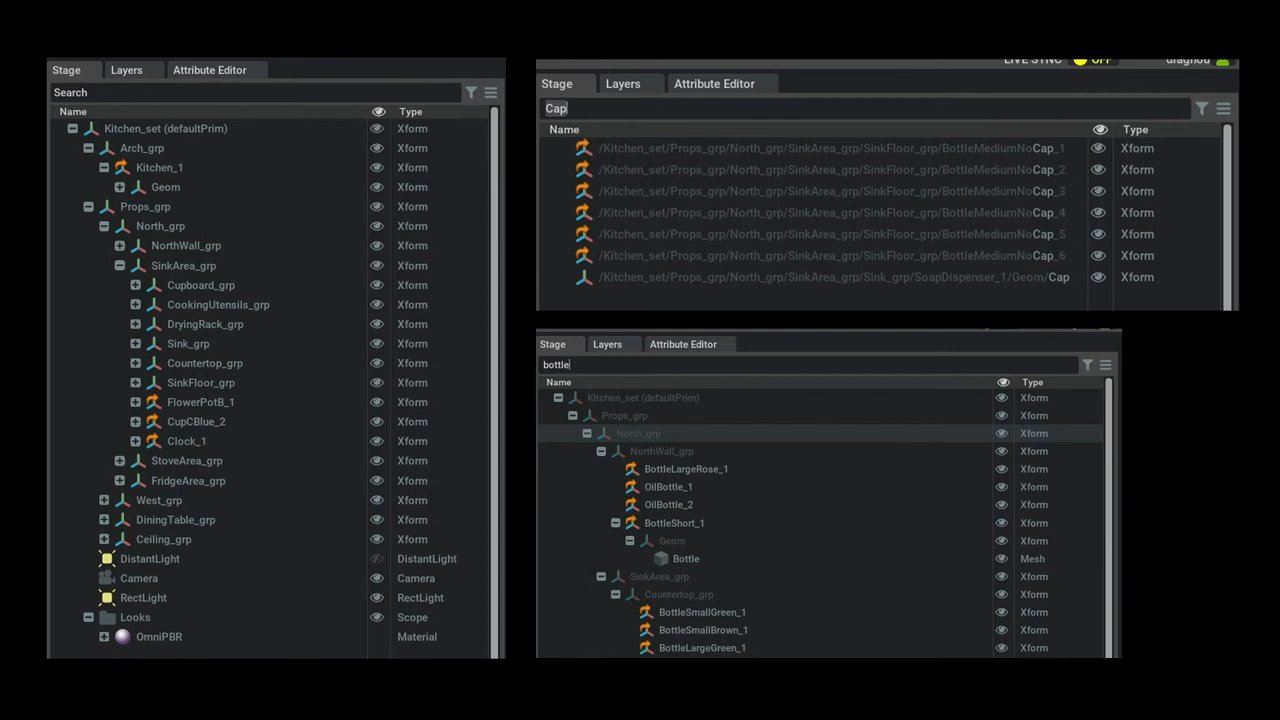 Stage Layers Attribute Editor
Search
Name Type
Kitchen_set (defaultPrim) Xform
Arch_grp Xform
Kitchen_1 Xform
Geom Xform
Props_grp Xform
North_grp Xform
NorthWall_grp Xform
SinkArea_grp Xform
Cupboard_grp Xform
CookingUtensils_grp Xform
DryingRack_grp Xform
Sink_grp Xform
Countertop_grp Xform
SinkFloor_grp Xform
FlowerPotB_1 Xform
CupCBlue_2 Xform
Clock_1 Xform
StoveArea_grp Xform
FridgeArea_grp Xform
West_grp Xform
DiningTable_grp Xform
Ceiling_grp Xform
DistantLight DistantLight
Camera Camera
RectLight RectLight
Looks Scope
OmniPBR Material
LIVE SYNC OFF
Stage Layers Attribute Editor
Cap
Name Type
/Kitchen_set/Props_grp/North_grp/SinkArea_grp/SinkFloor_grp/BottleMediumNoCap_1 Xform
/Kitchen_set/Props_grp/North_grp/SinkArea_grp/SinkFloor_grp/BottleMediumNoCap_2 Xform
/Kitchen_set/Props_grp/North_grp/SinkArea_grp/SinkFloor_grp/BottleMediumNoCap_3 Xform
/Kitchen_set/Props_grp/North_grp/SinkArea_grp/SinkFloor_grp/BottleMediumNoCap_4 Xform
/Kitchen_set/Props_grp/North_grp/SinkArea_grp/SinkFloor_grp/BottleMediumNoCap_5 Xform
/Kitchen_set/Props_grp/North_grp/SinkArea_grp/SinkFloor_grp/BottleMediumNoCap_6 Xform
/Kitchen_set/Props_grp/North_grp/SinkArea_grp/Sink_grp/SoapDispenser_1/Geom/Cap Xform
Stage Layers Attribute Editor
bottle
Name Type
Kitchen_set (defaultPrim) Xform
Props_grp Xform
North_grp Xform
NorthWall_grp Xform
BottleLargeRose_1 Xform
OilBottle_1 Xform
OilBottle_2 Xform
BottleShort_1 Xform
Geom Xform
Bottle Mesh
SinkArea_grp Xform
Countertop_grp Xform
BottleSmallGreen_1 Xform
BottleSmallBrown_1 Xform
BottleLargeGreen_1 Xform